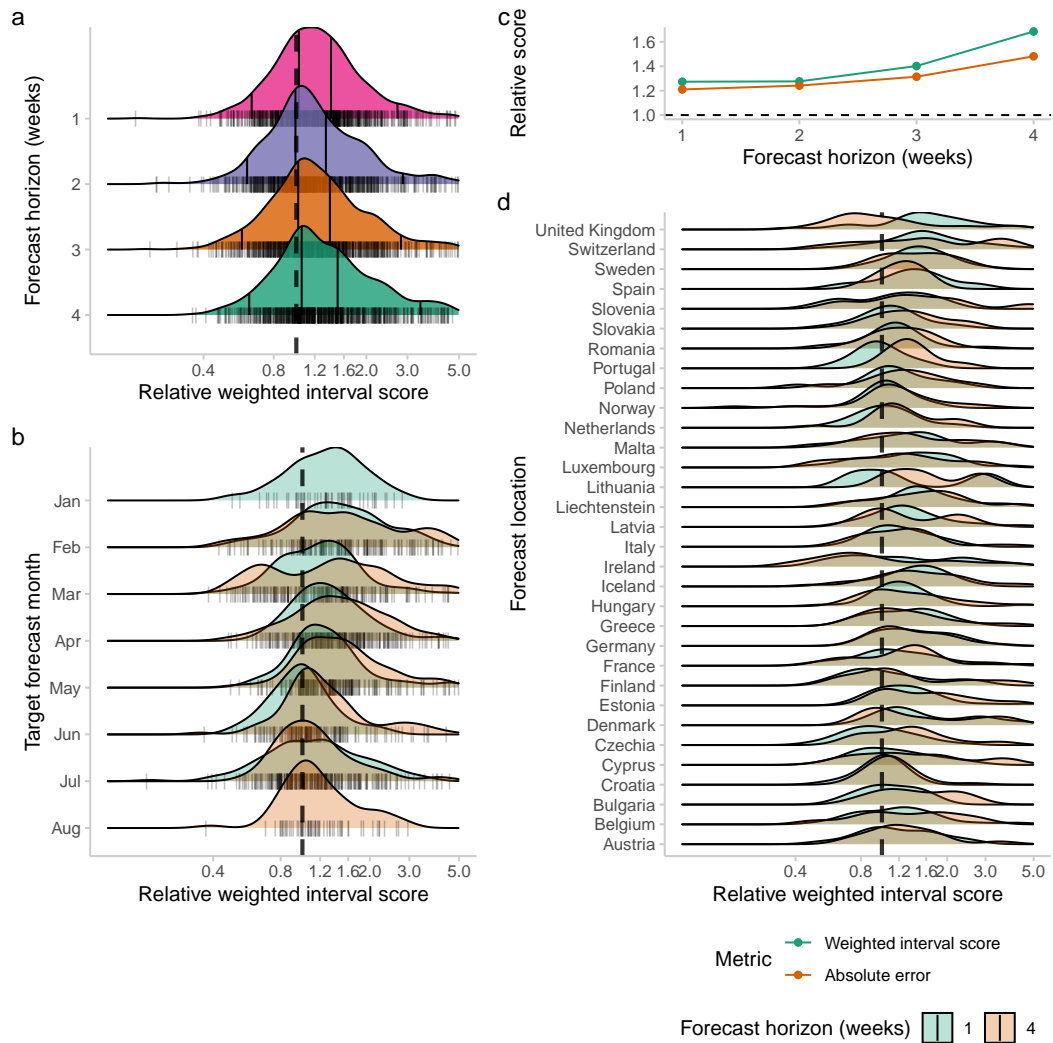 a
Forecast horizon (weeks)
1
2
3
4
0.4 0.8 1.2 1.6 2.0 3.0 5.0
Relative weighted interval score
b
Target forecast month
Jan
Feb
Mar
Apr
May
Jun
Jul
Aug
0.4 0.8 1.2 1.6 2.0 3.0 5.0
Relative weighted interval score
c
Relative score
1.6
1.4
1.2
1.0
1 2 3 4
Forecast horizon (weeks)
d
Forecast location
United Kingdom
Switzerland
Sweden
Spain
Slovenia
Slovakia
Romania
Portugal
Poland
Norway
Netherlands
Malta
Luxembourg
Lithuania
Liechtenstein
Latvia
Italy
Ireland
Iceland
Hungary
Greece
Germany
France
Finland
Estonia
Denmark
Czechia
Cyprus
Croatia
Bulgaria
Belgium
Austria
0.4 0.8 1.2 1.6 2.0 3.0 5.0
Relative weighted interval score
Metric
Weighted interval score
Absolute error
Forecast horizon (weeks) 1 4